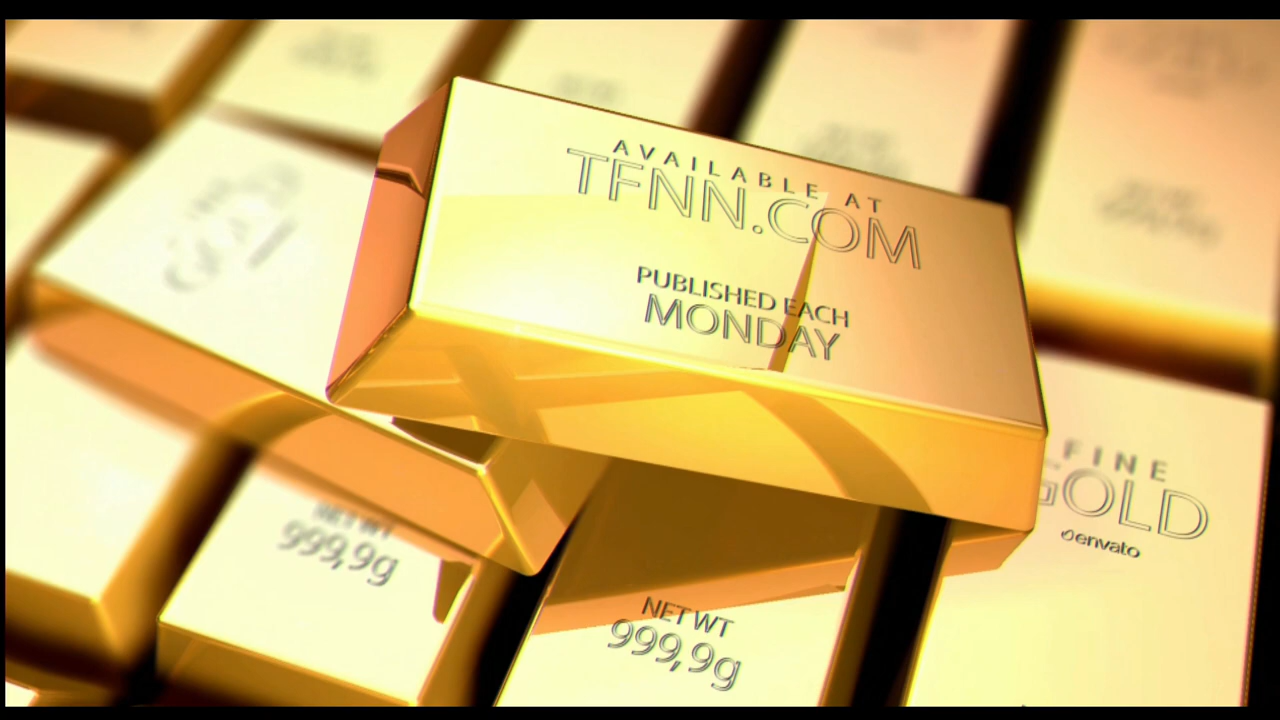 AVAILABLE AT
TFNN.COM
PUBLISHED EACH
MONDAY
FINE
GOLD
envato
NET WT
999,9g
NET WT
999,9g